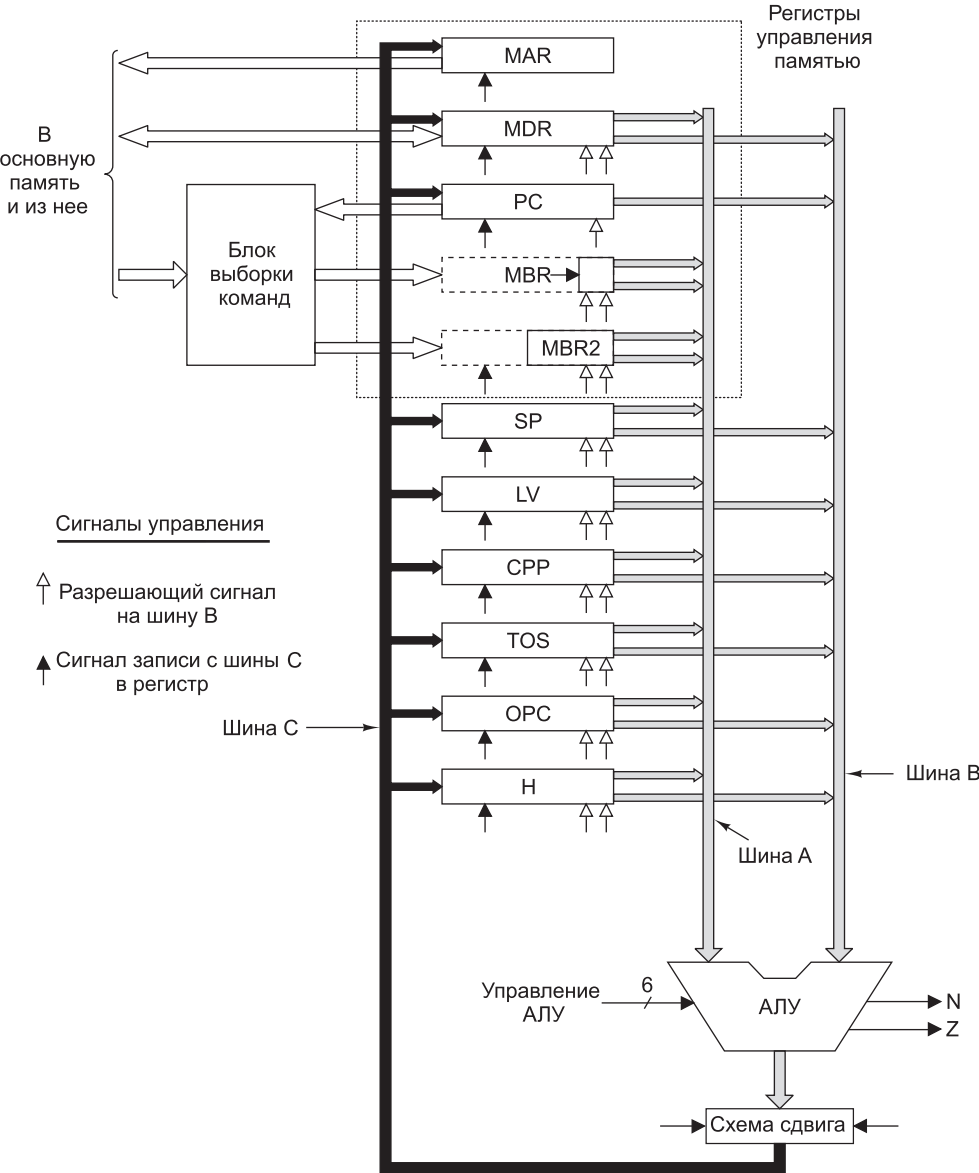 Регистры
управления
памятью
MAR
MDR
В
основную
память
и из нее
PC
Блок
выборки
команд
MBR
MBR2
SP
LV
Сигналы управления
CPP
Разрешающий сигнал
на шину B
TOS
Сигнал записи с шины C
в регистр
OPC
Шина C
H
Шина B
Шина A
Управление
АЛУ
6
АЛУ
N
Z
Схема сдвига